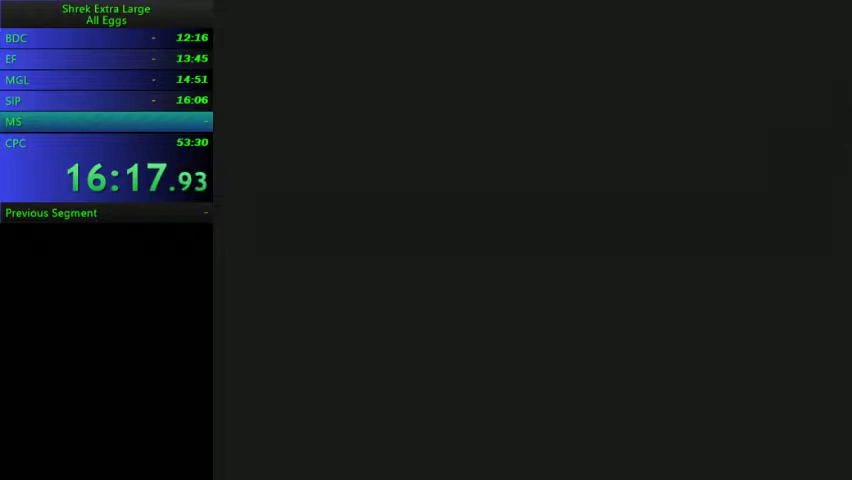 Shrek Extra Large
All Eggs
BDC - 12:16
EF - 13:45
MGL - 14:51
SIP - 16:06
MS -
CPC 53:30
16:17.93
Previous Segment -